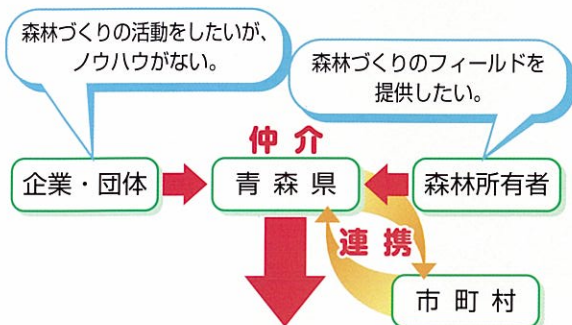 森林づくりの活動をしたいが、
ノウハウがない。
森林づくりのフィールドを
提供したい。
仲介
企業・団体
青森県
森林所有者
連携
市町村